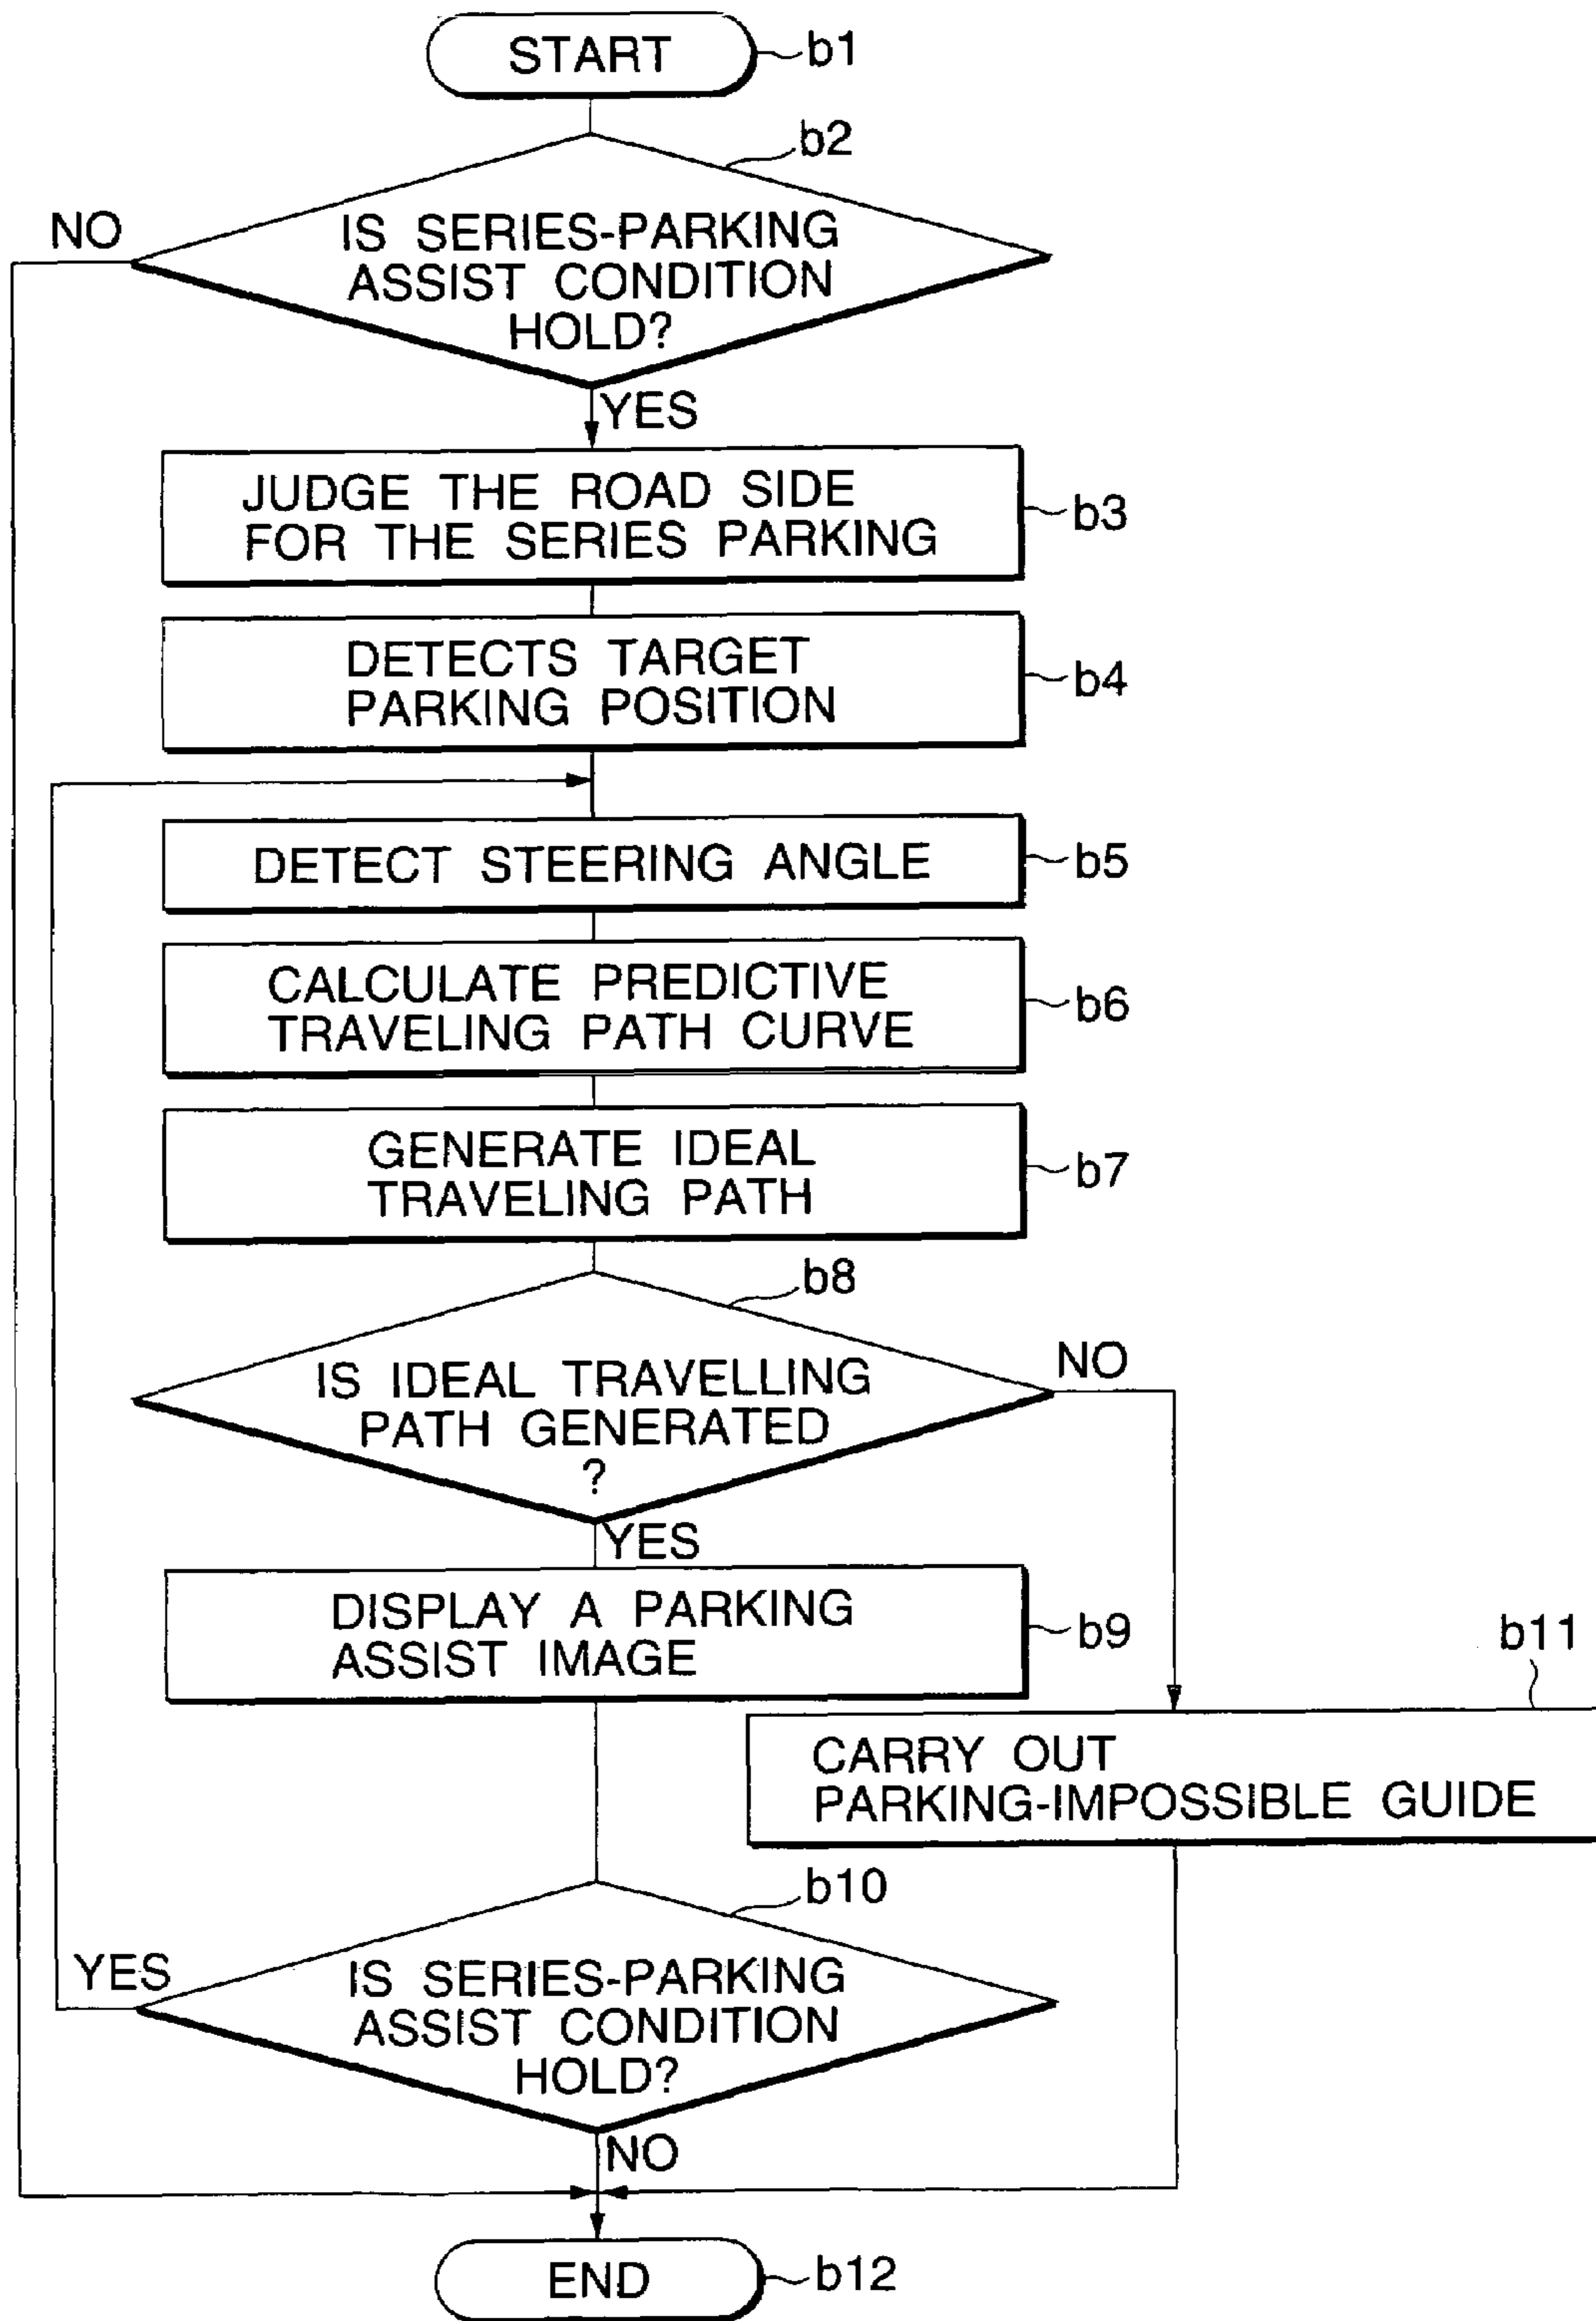 START
b1
b2
NO
IS SERIES-PARKING
ASSIST CONDITION
HOLD?
YES
JUDGE THE ROAD SIDE
FOR THE SERIES PARKING
b3
DETECTS TARGET
PARKING POSITION
b4
DETECT STEERING ANGLE
b5
CALCULATE PREDICTIVE
TRAVELING PATH CURVE
b6
GENERATE IDEAL
TRAVELING PATH
b7
b8
IS IDEAL TRAVELLING
PATH GENERATED
?
NO
YES
DISPLAY A PARKING
ASSIST IMAGE
b9
b11
CARRY OUT
PARKING-IMPOSSIBLE GUIDE
b10
YES
IS SERIES-PARKING
ASSIST CONDITION
HOLD?
NO
END
b12